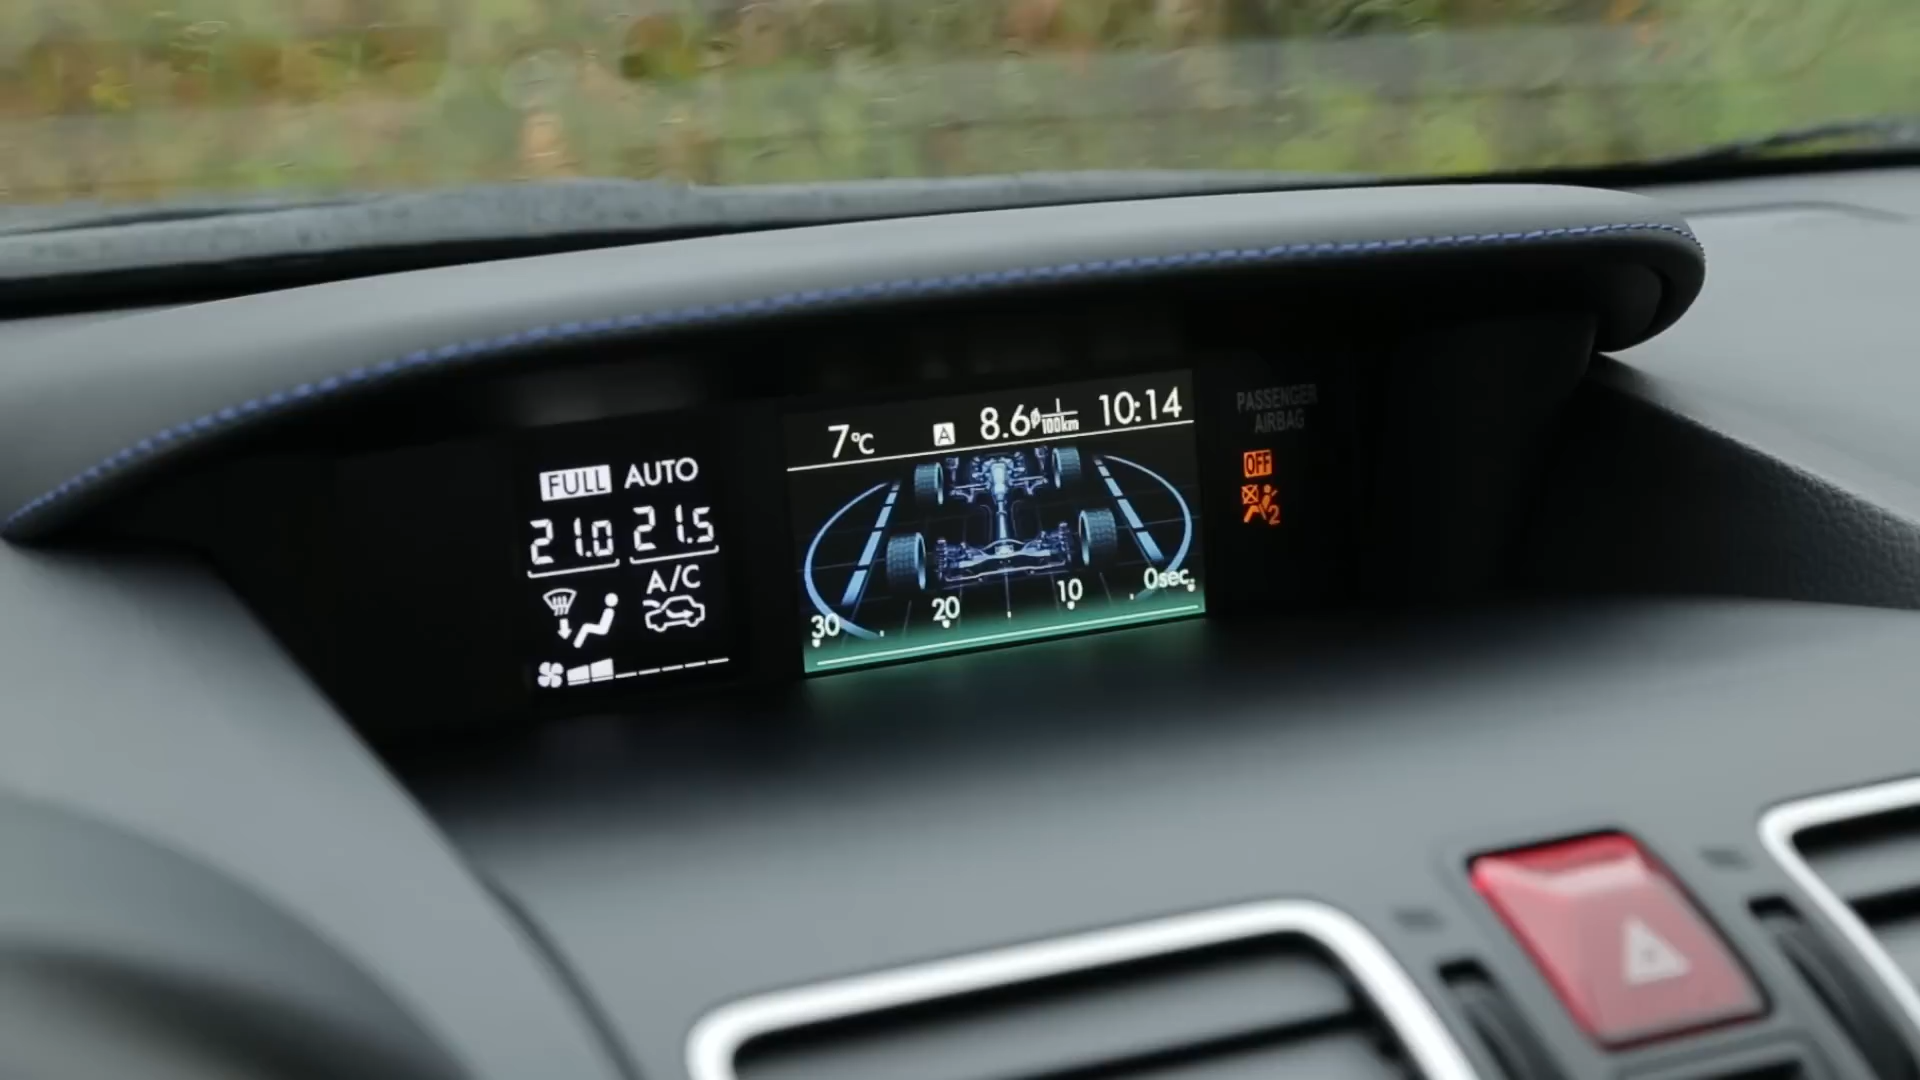 FULL AUTO
21.0 21.5
A/C
7°C A 8.6ø l/100km 10:14
30 20 10 0sec.
PASSENGER
AIRBAG
OFF
2